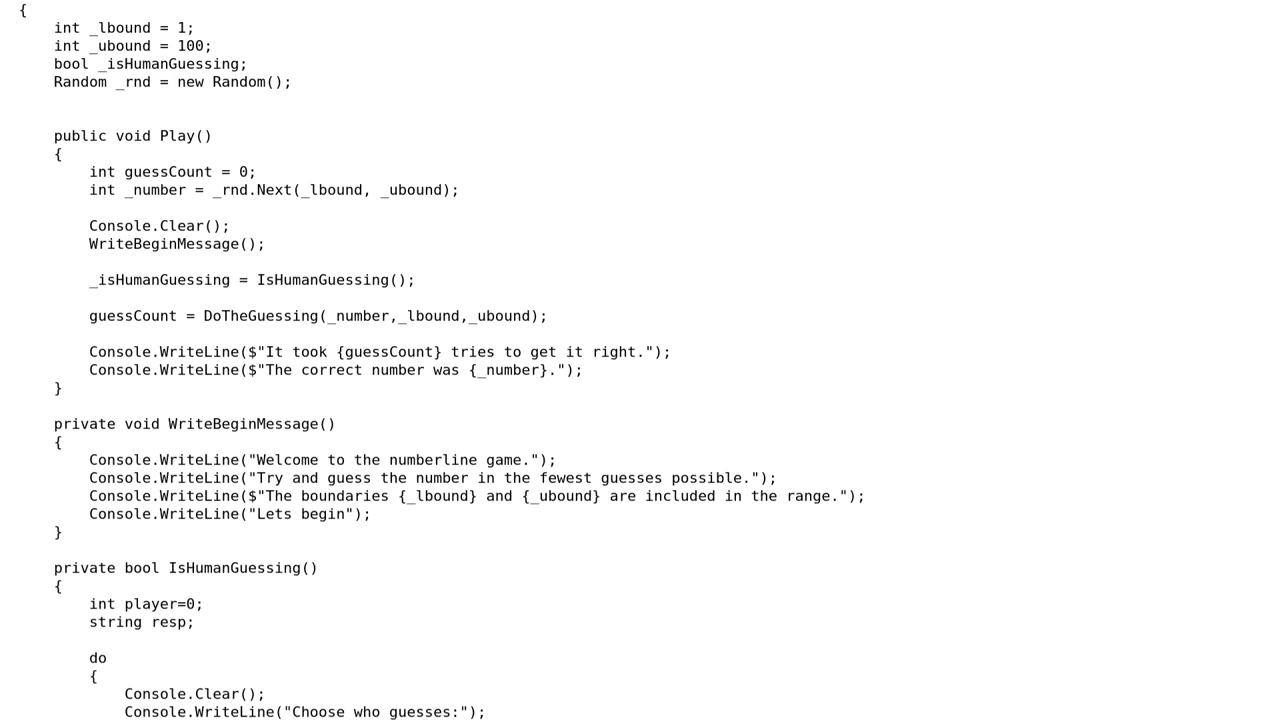 {
    int _lbound = 1;
    int _ubound = 100;
    bool _isHumanGuessing;
    Random _rnd = new Random();


    public void Play()
    {
        int guessCount = 0;
        int _number = _rnd.Next(_lbound, _ubound);

        Console.Clear();
        WriteBeginMessage();

        _isHumanGuessing = IsHumanGuessing();

        guessCount = DoTheGuessing(_number,_lbound,_ubound);

        Console.WriteLine($"It took {guessCount} tries to get it right.");
        Console.WriteLine($"The correct number was {_number}.");
    }

    private void WriteBeginMessage()
    {
        Console.WriteLine("Welcome to the numberline game.");
        Console.WriteLine("Try and guess the number in the fewest guesses possible.");
        Console.WriteLine($"The boundaries {_lbound} and {_ubound} are included in the range.");
        Console.WriteLine("Lets begin");
    }

    private bool IsHumanGuessing()
    {
        int player=0;
        string resp;

        do
        {
            Console.Clear();
            Console.WriteLine("Choose who guesses:");